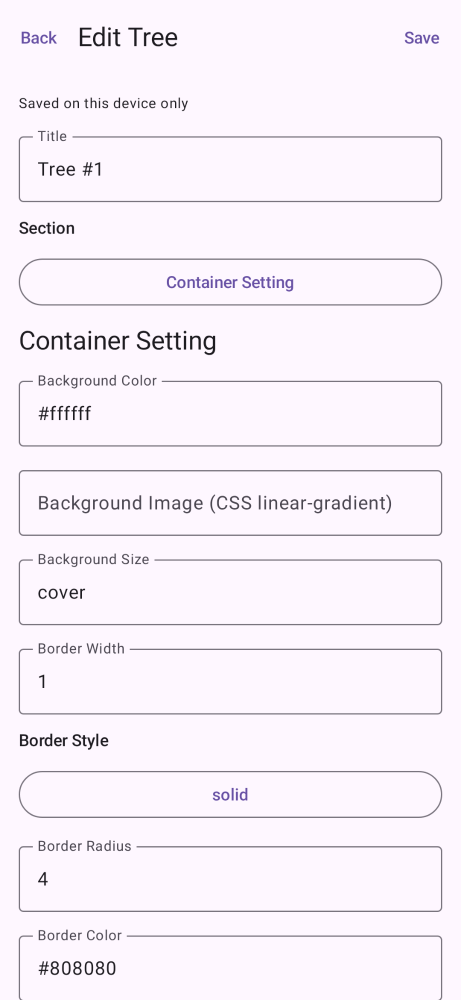 Back Edit Tree Save
Saved on this device only
Title
Tree #1
Section
Container Setting
Container Setting
Background Color
#ffffff
Background Image (CSS linear-gradient)
Background Size
cover
Border Width
1
Border Style
solid
Border Radius
4
Border Color
#808080